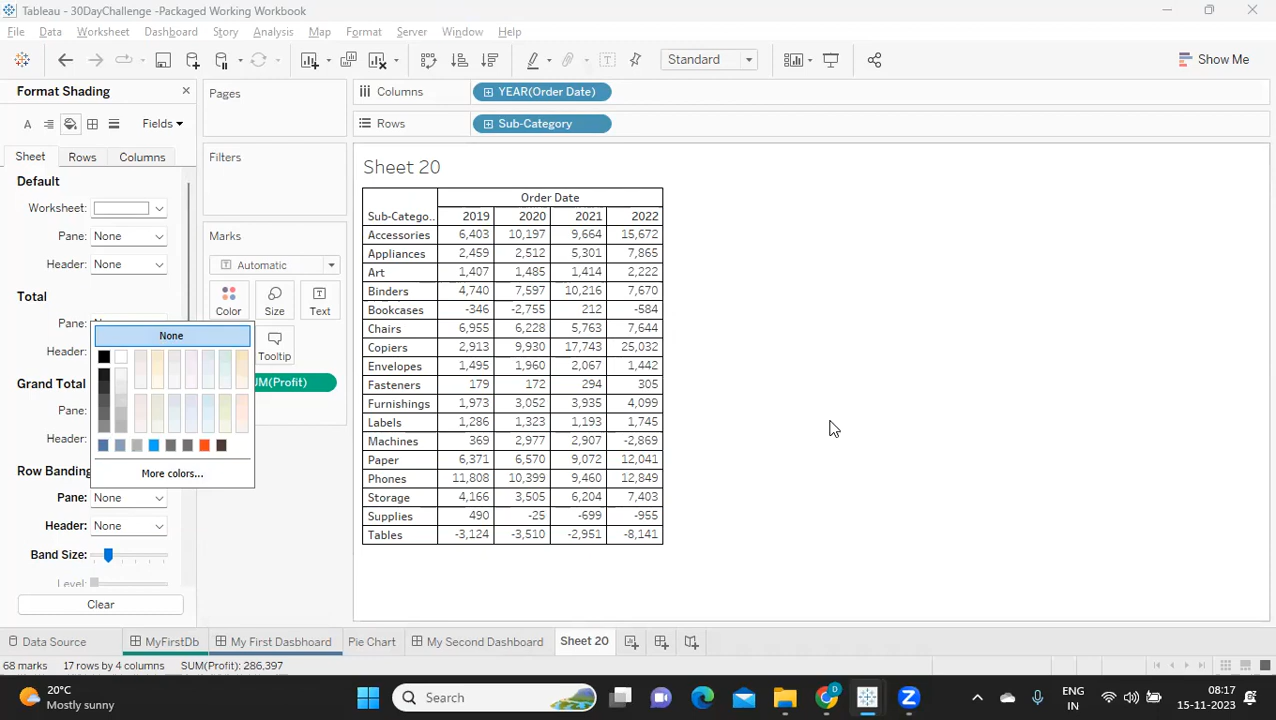 Tableau - 30DayChallenge -Packaged Working Workbook
File Data Worksheet Dashboard Story Analysis Map Format Server Window Help
Standard
Show Me
Format Shading
Fields
Sheet Rows Columns
Default
Worksheet:
Pane: None
Header: None
Total
Pane:
Header:
Grand Total
Pane:
Header:
None
More colors...
Row Banding
Pane: None
Header: None
Band Size:
Level:
Clear
Pages
Filters
Marks
Automatic
Color Size Text
Tooltip
UM(Profit)
Columns YEAR(Order Date)
Rows Sub-Category
Sheet 20
Order Date
Sub-Catego.. 2019 2020 2021 2022
Accessories 6,403 10,197 9,664 15,672
Appliances 2,459 2,512 5,301 7,865
Art 1,407 1,485 1,414 2,222
Binders 4,740 7,597 10,216 7,670
Bookcases -346 -2,755 212 -584
Chairs 6,955 6,228 5,763 7,644
Copiers 2,913 9,930 17,743 25,032
Envelopes 1,495 1,960 2,067 1,442
Fasteners 179 172 294 305
Furnishings 1,973 3,052 3,935 4,099
Labels 1,286 1,323 1,193 1,745
Machines 369 2,977 2,907 -2,869
Paper 6,371 6,570 9,072 12,041
Phones 11,808 10,399 9,460 12,849
Storage 4,166 3,505 6,204 7,403
Supplies 490 -25 -699 -955
Tables -3,124 -3,510 -2,951 -8,141
Data Source MyFirstDb My First Dasbhoard Pie Chart My Second Dashboard Sheet 20
68 marks 17 rows by 4 columns SUM(Profit): 286,397
20°C
Mostly sunny
Search
ENG
IN
08:17
15-11-2023